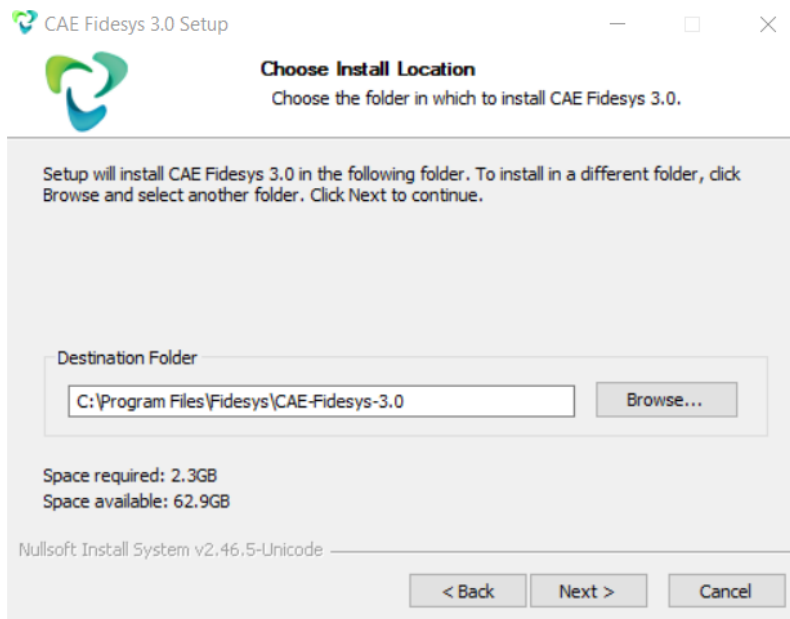 CAE Fidesys 3.0 Setup
Choose Install Location
Choose the folder in which to install CAE Fidesys 3.0.
Setup will install CAE Fidesys 3.0 in the following folder. To install in a different folder, click
Browse and select another folder. Click Next to continue.
Destination Folder
C:\Program Files\Fidesys\CAE-Fidesys-3.0
Browse...
Space required: 2.3GB
Space available: 62.9GB
Nullsoft Install System v2.46.5-Unicode
< Back
Next >
Cancel